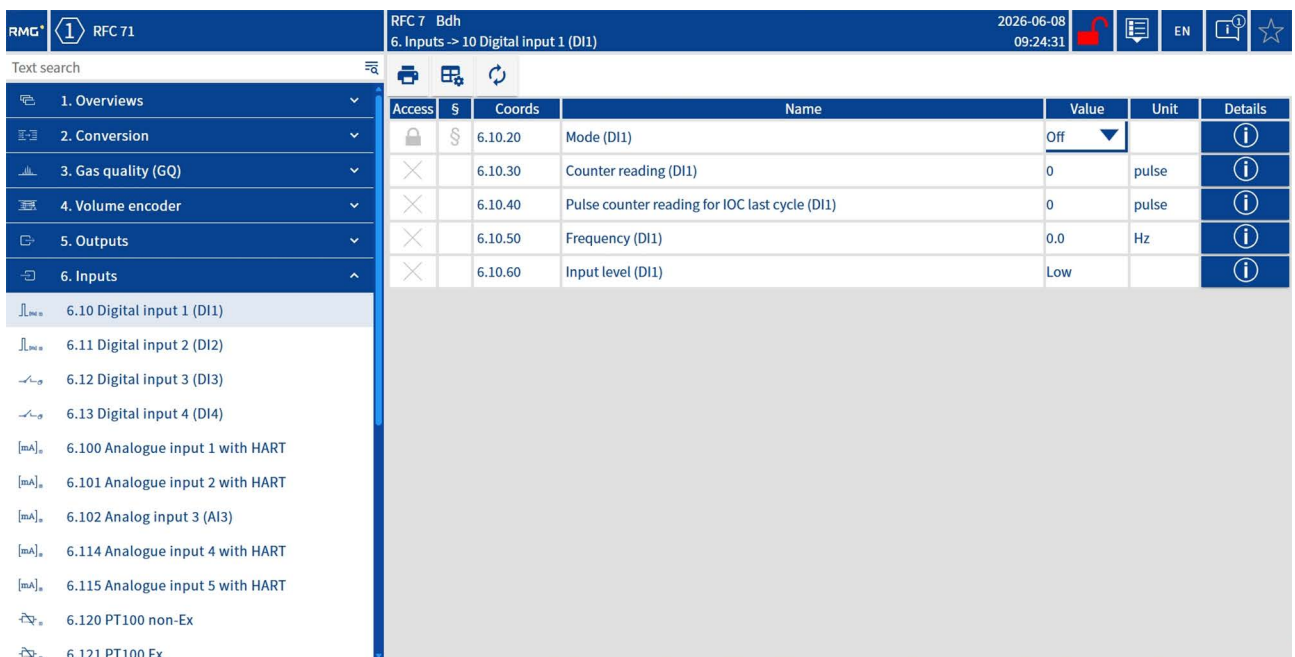 RMG 1 RFC 71
RFC 7 Bdh
6. Inputs -> 10 Digital input 1 (DI1)
2026-06-08
09:24:31
EN
1
Text search
1. Overviews
2. Conversion
3. Gas quality (GQ)
4. Volume encoder
5. Outputs
6. Inputs
6.10 Digital input 1 (DI1)
6.11 Digital input 2 (DI2)
6.12 Digital input 3 (DI3)
6.13 Digital input 4 (DI4)
[mA] 6.100 Analogue input 1 with HART
[mA] 6.101 Analogue input 2 with HART
[mA] 6.102 Analog input 3 (AI3)
[mA] 6.114 Analogue input 4 with HART
[mA] 6.115 Analogue input 5 with HART
6.120 PT100 non-Ex
6.121 PT100 Ex
Access § Coords Name Value Unit Details
§ 6.10.20 Mode (DI1) Off
6.10.30 Counter reading (DI1) 0 pulse
6.10.40 Pulse counter reading for IOC last cycle (DI1) 0 pulse
6.10.50 Frequency (DI1) 0.0 Hz
6.10.60 Input level (DI1) Low